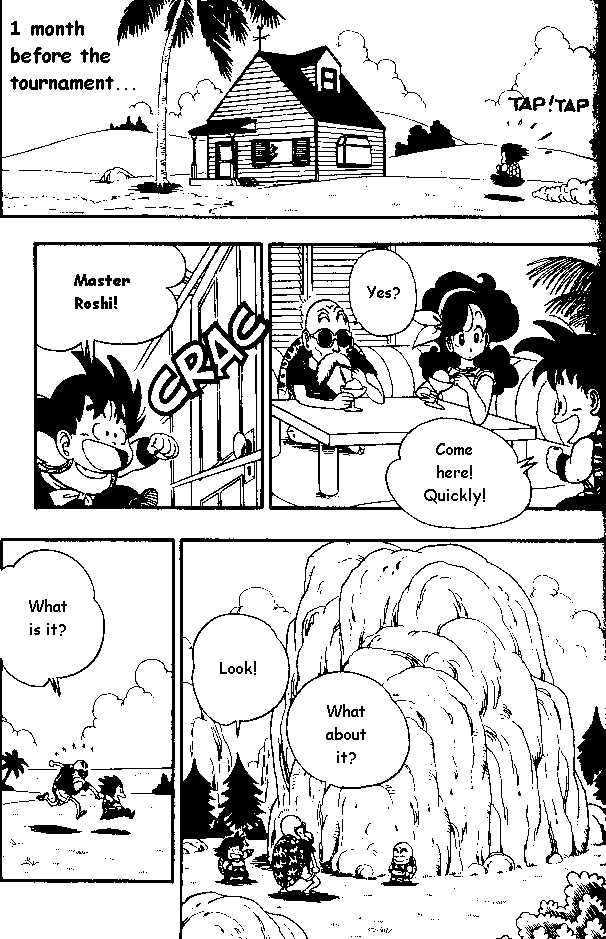 1 month
before the
tournament...
TAP! TAP
Master
Roshi!
CRAC
Yes?
Come
here!
Quickly!
What
is it?
Look!
What
about
it?